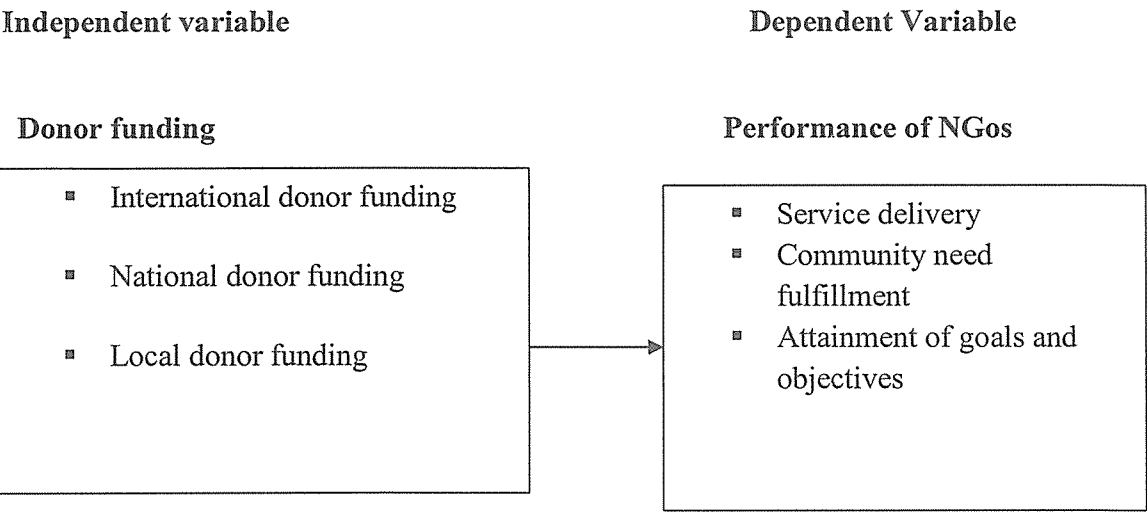 Independent variable
Dependent Variable
Donor funding
Performance of NGos
▪ International donor funding
▪ National donor funding
▪ Local donor funding
▪ Service delivery
▪ Community need
fulfillment
▪ Attainment of goals and
objectives